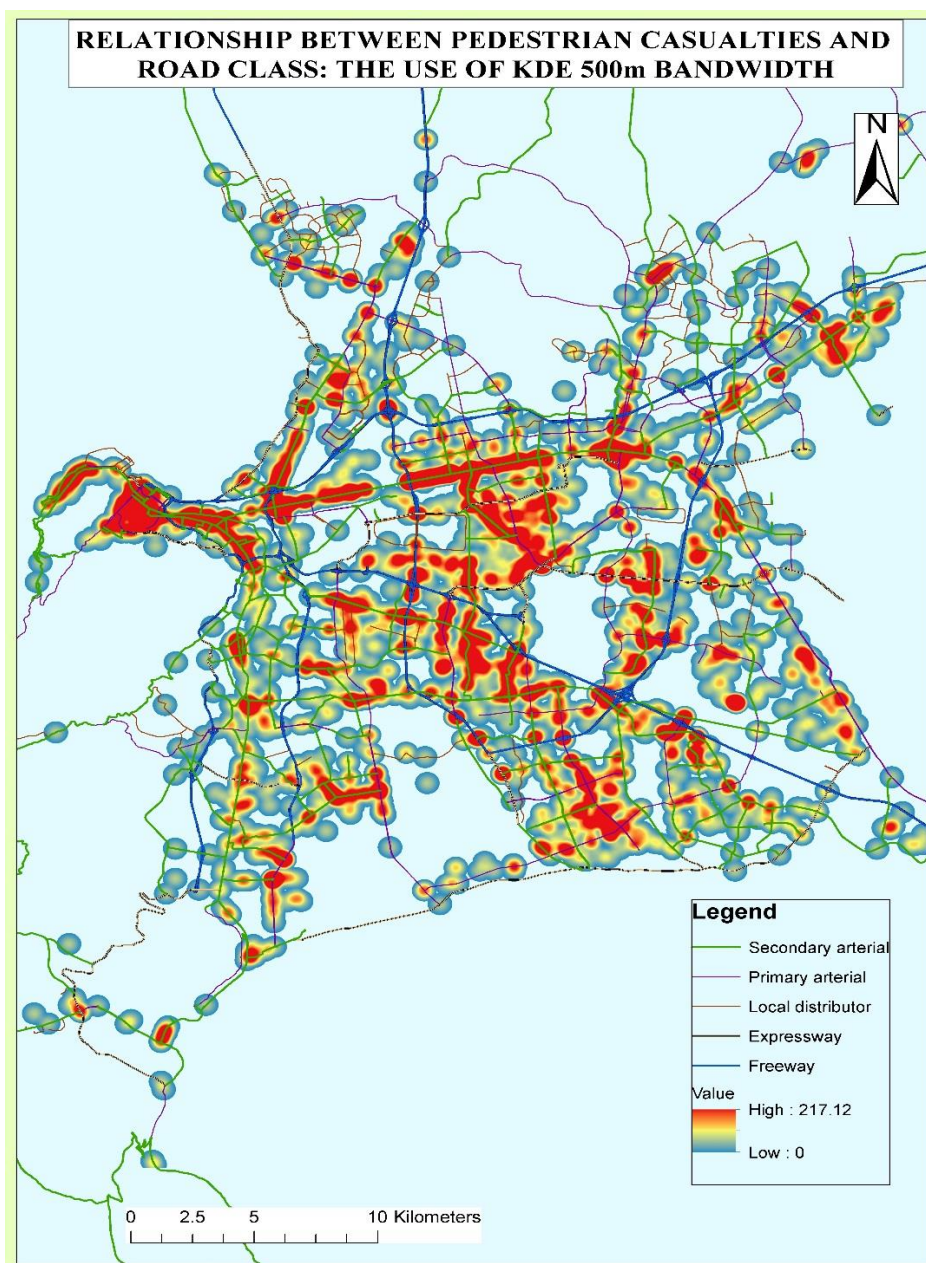 RELATIONSHIP BETWEEN PEDESTRIAN CASUALTIES AND
ROAD CLASS: THE USE OF KDE 500m BANDWIDTH
N
Legend
Secondary arterial
Primary arterial
Local distributor
Expressway
Freeway
Value
High : 217.12
Low : 0
0 2.5 5 10 Kilometers